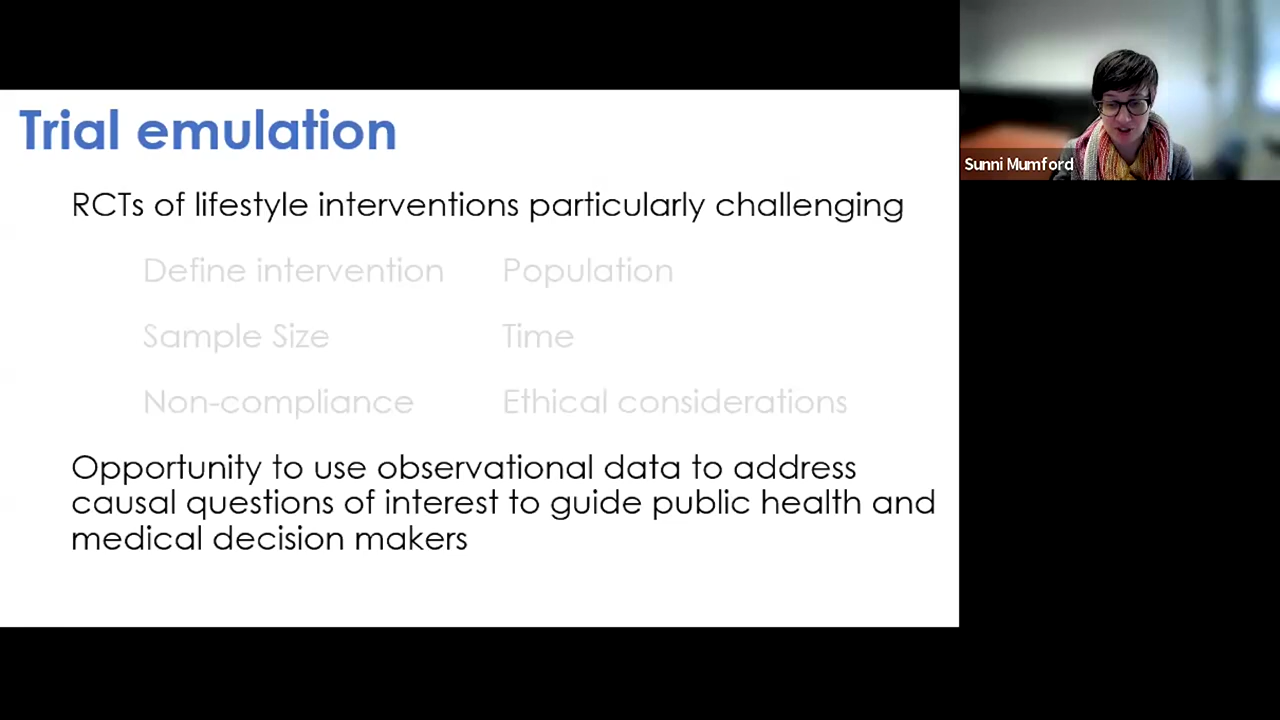 Trial emulation
RCTs of lifestyle interventions particularly challenging
Define intervention Population
Sample Size Time
Non-compliance Ethical considerations
Opportunity to use observational data to address
causal questions of interest to guide public health and
medical decision makers
Sunni Mumford